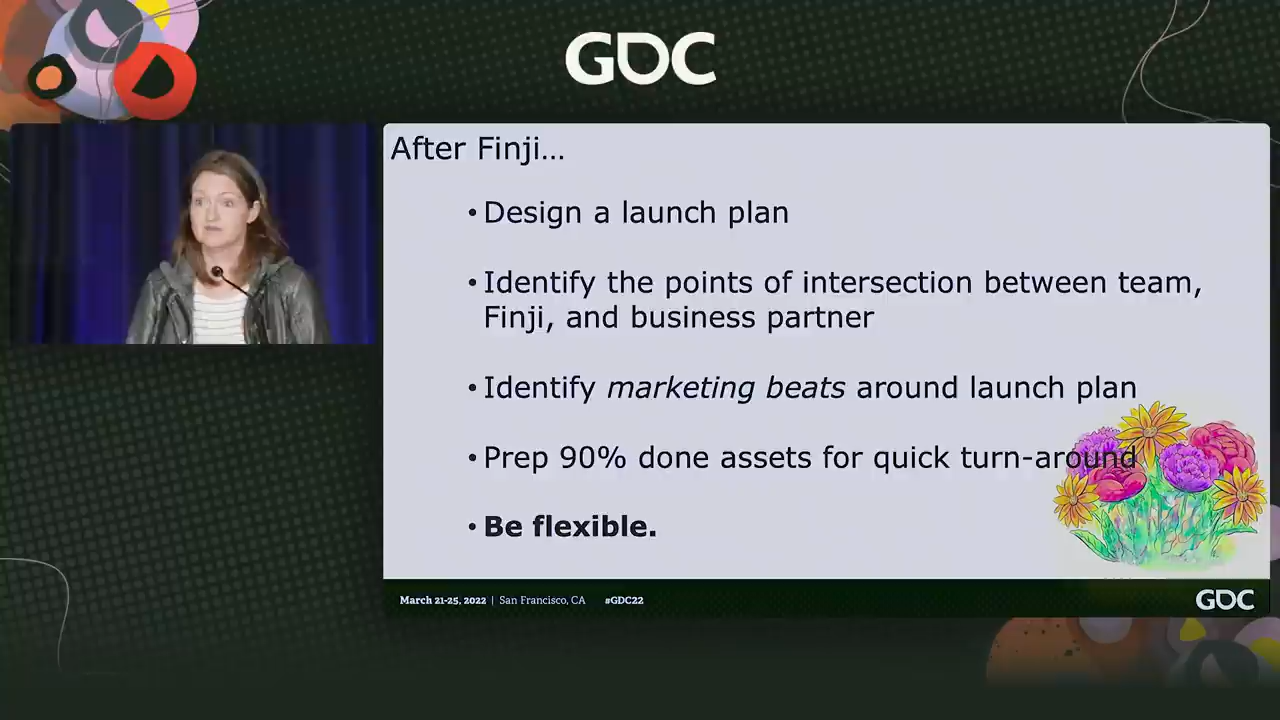 GDC
After Finji…
• Design a launch plan
• Identify the points of intersection between team,
Finji, and business partner
• Identify marketing beats around launch plan
• Prep 90% done assets for quick turn-around
• Be flexible.
March 21-25, 2022 | San Francisco, CA #GDC22
GDC